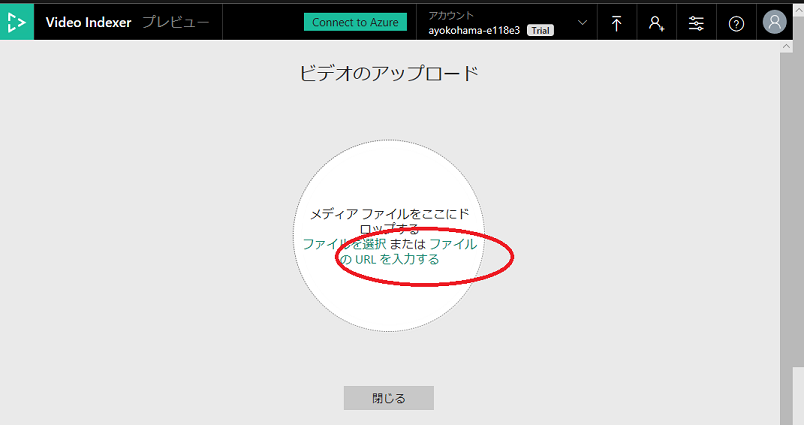 Video Indexer プレビュー
Connect to Azure
アカウント
ayokohama-e118e3 Trial
ビデオのアップロード
メディア ファイルをここにド
ロップする
ファイルを選択 または ファイル
の URL を入力する
閉じる